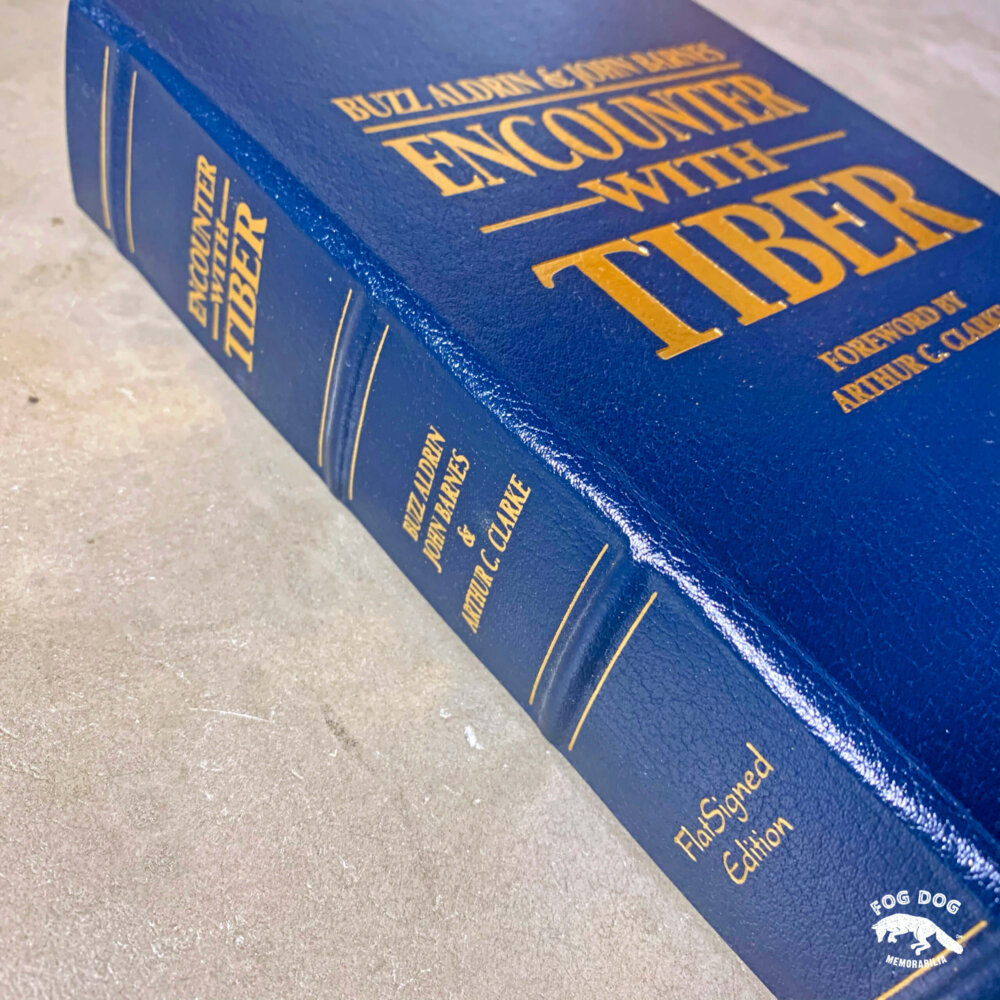 BUZZ ALDRIN & JOHN BARNES
ENCOUNTER
WITH
TIBER
FOREWORD BY
ARTHUR C. CLARKE
ENCOUNTER
WITH
TIBER
BUZZ ALDRIN
JOHN BARNES
&
ARTHUR C. CLARKE
FlatSigned
Edition
FOG DOG
MEMORABILIA